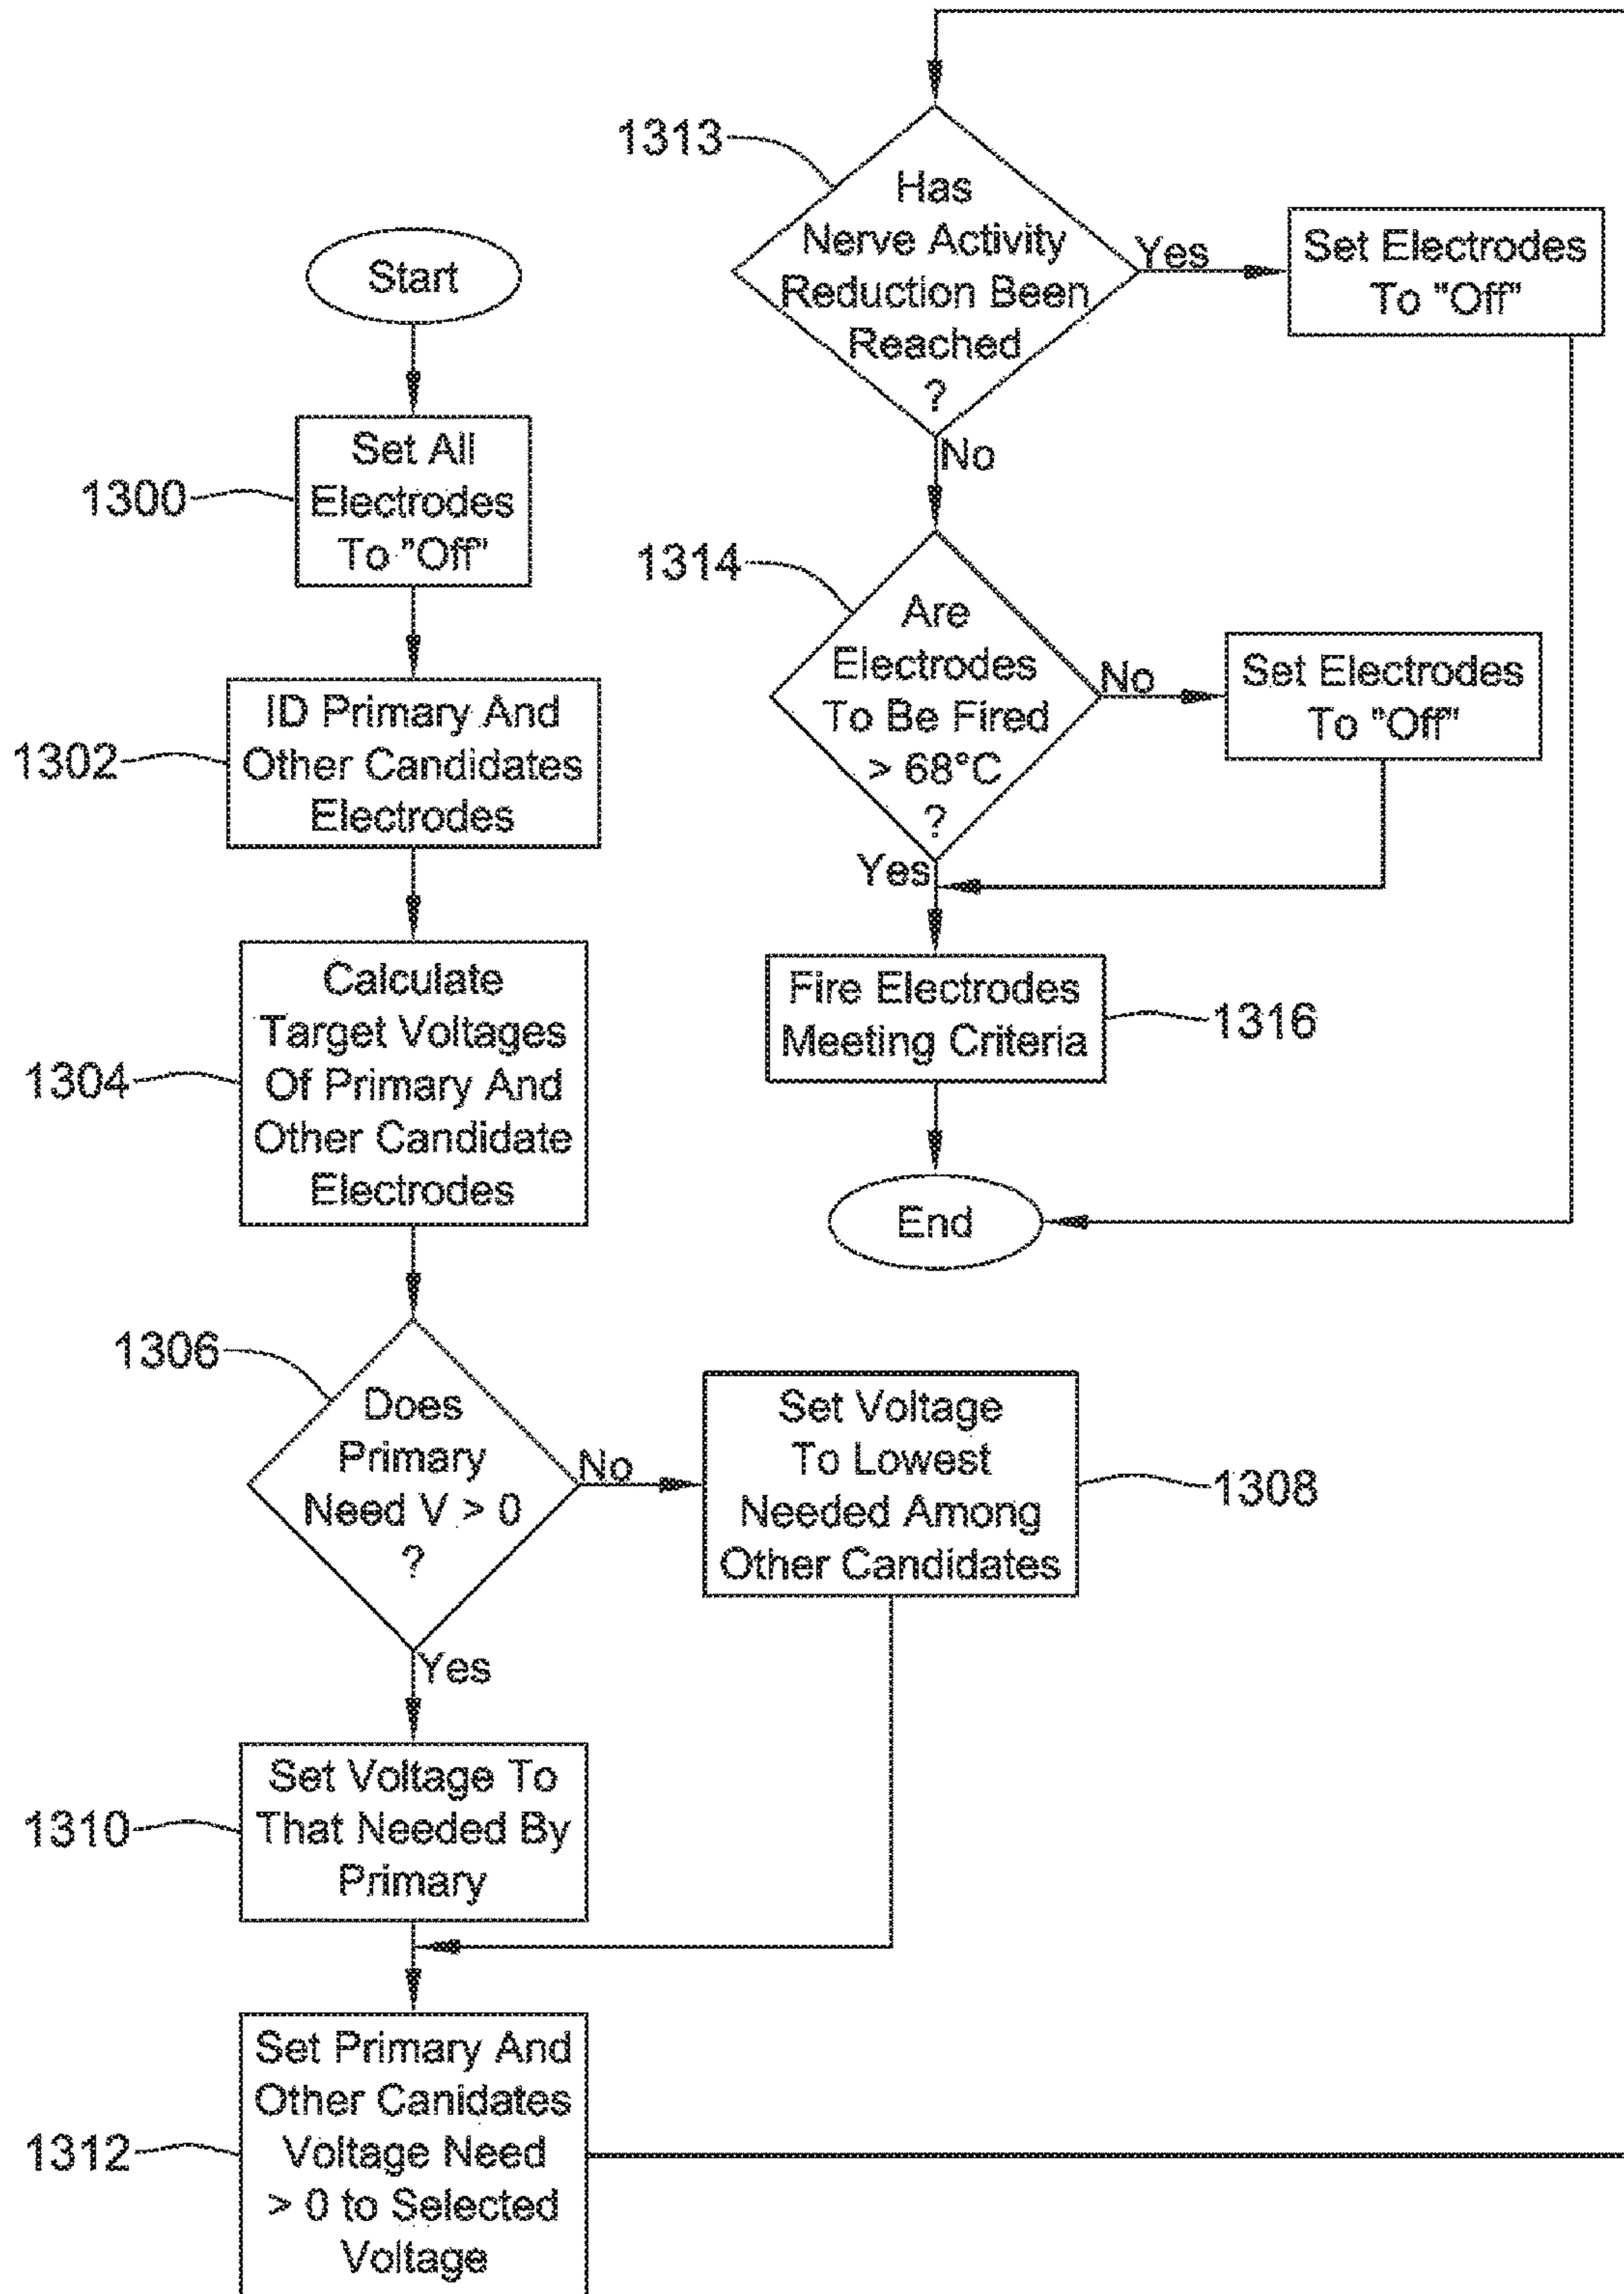 Start
1300
Set All
Electrodes
To "Off"
1302
ID Primary And
Other Candidates
Electrodes
1304
Calculate
Target Voltages
Of Primary And
Other Candidate
Electrodes
1306
Does
Primary
Need V > 0
?
No
Set Voltage
To Lowest
Needed Among
Other Candidates
1308
Yes
1310
Set Voltage To
That Needed By
Primary
1312
Set Primary And
Other Canidates
Voltage Need
> 0 to Selected
Voltage
1313
Has
Nerve Activity
Reduction Been
Reached
?
Yes
Set Electrodes
To "Off"
No
1314
Are
Electrodes
To Be Fired
> 68°C
?
No
Set Electrodes
To "Off"
Yes
Fire Electrodes
Meeting Criteria
1316
End